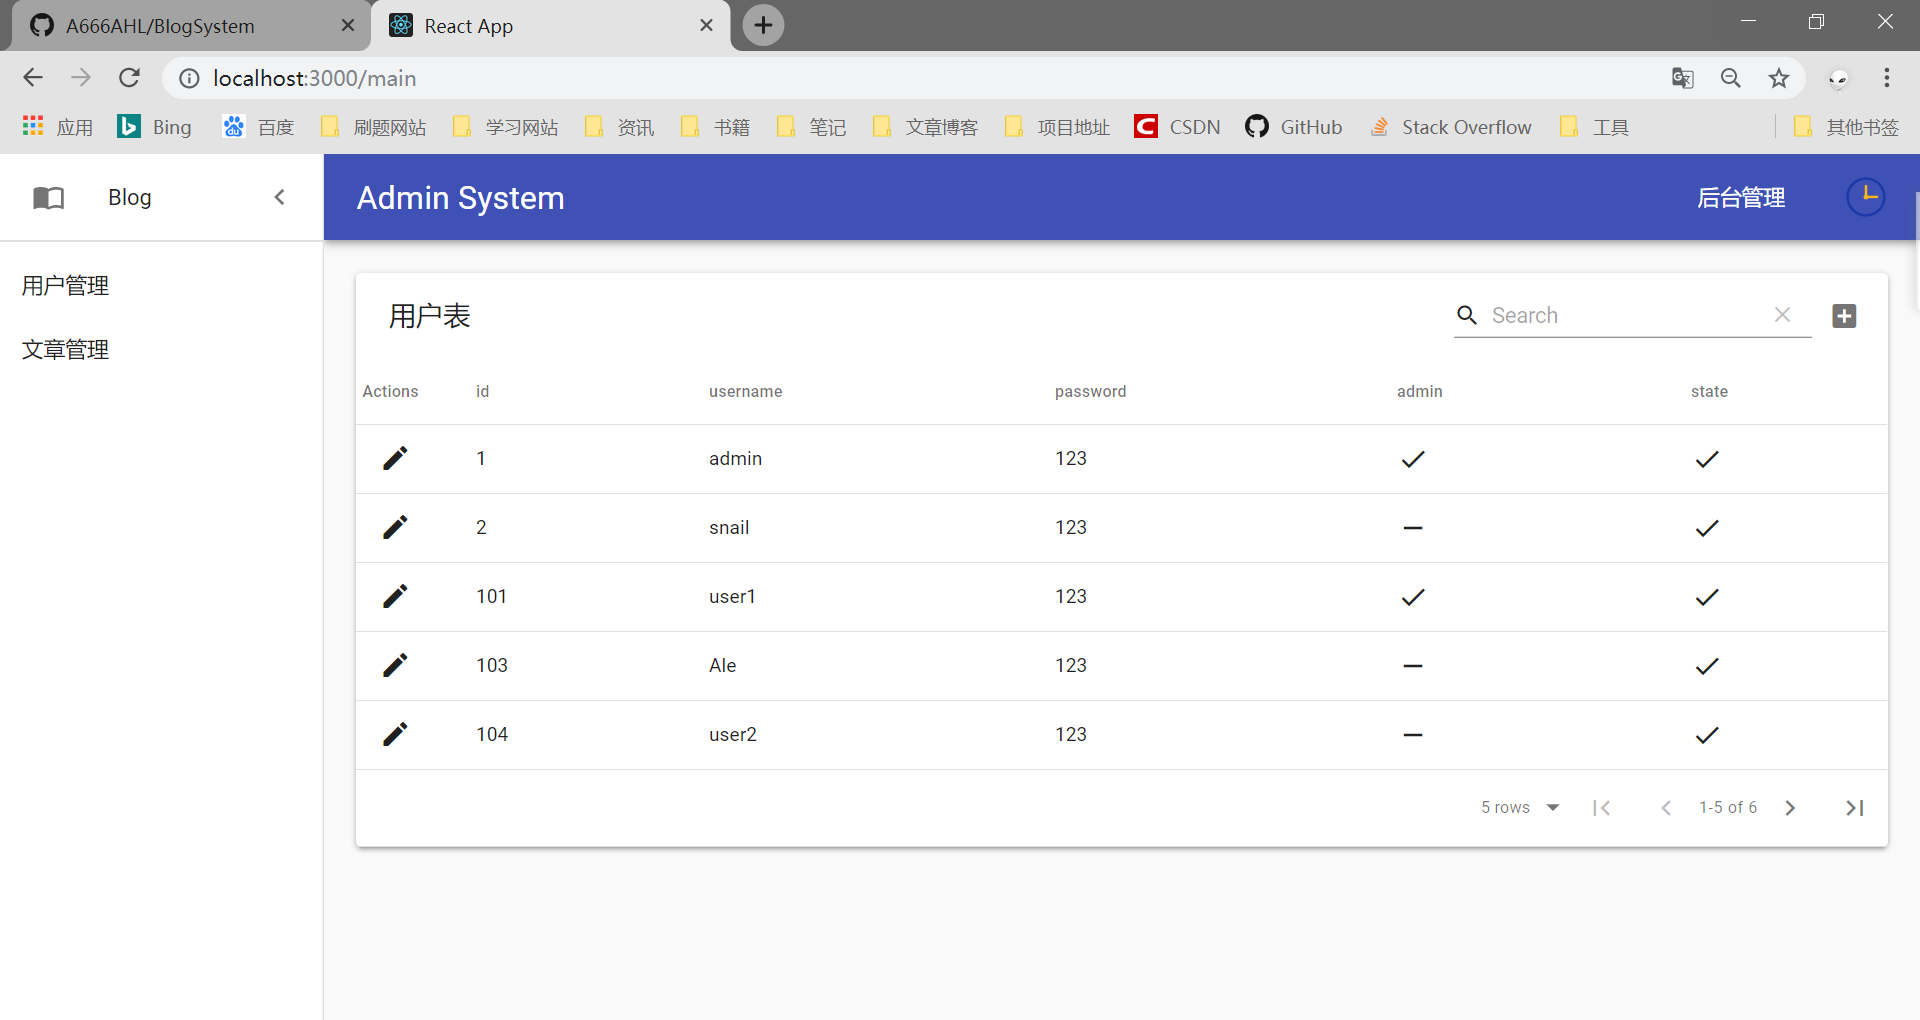 A666AHL/BlogSystem React App
localhost:3000/main
应用 Bing 百度 刷题网站 学习网站 资讯 书籍 笔记 文章博客 项目地址 CSDN GitHub Stack Overflow 工具 其他书签
Blog Admin System 后台管理
用户管理
文章管理
用户表 Search
Actions id username password admin state
1 admin 123
2 snail 123
101 user1 123
103 Ale 123
104 user2 123
5 rows 1-5 of 6